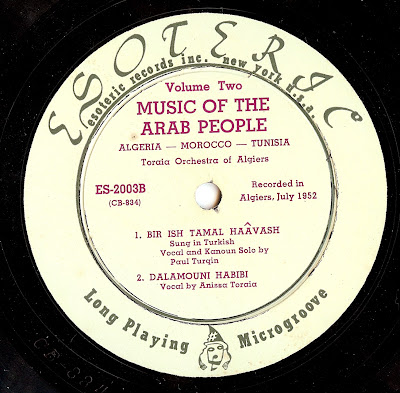 ESOTERIC
esoteric records inc. new york u.s.a.
Volume Two
MUSIC OF THE
ARAB PEOPLE
ALGERIA — MOROCCO — TUNISIA
Toraia Orchestra of Algiers
ES-2003B
(CB-834)
Recorded in
Algiers, July 1952
1. BIR ISH TAMAL HAÂVASH
Sung in Turkish
Vocal and Kanoun Solo by
Paul Turqin
2. DALAMOUNI HABIBI
Vocal by Anissa Toraia
Long Playing Microgroove